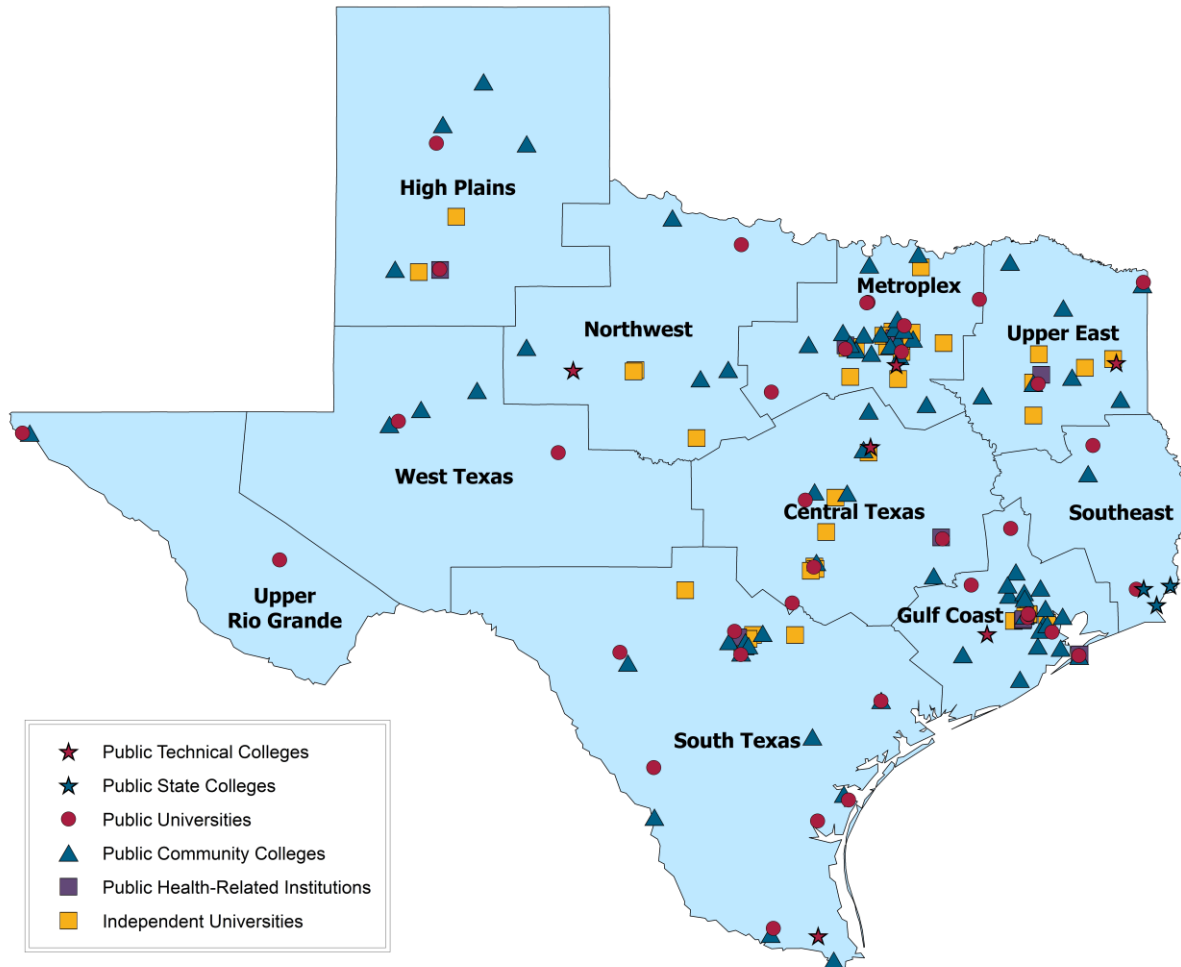 High Plains
Metroplex
Northwest
Upper East
West Texas
Central Texas
Southeast
Upper
Rio Grande
Gulf Coast
South Texas
Public Technical Colleges
Public State Colleges
Public Universities
Public Community Colleges
Public Health-Related Institutions
Independent Universities